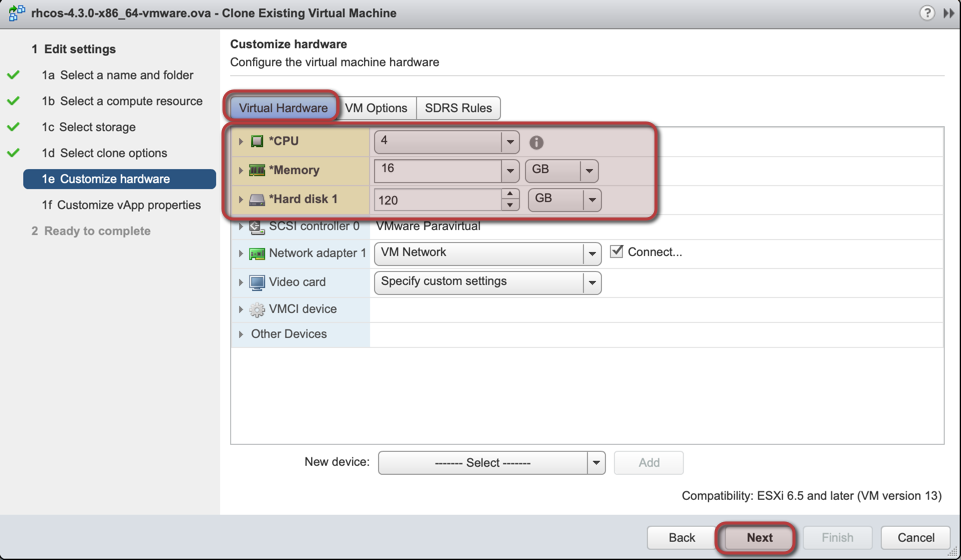 rhcos-4.3.0-x86_64-vmware.ova - Clone Existing Virtual Machine
?
1 Edit settings
1a Select a name and folder
1b Select a compute resource
1c Select storage
1d Select clone options
1e Customize hardware
1f Customize vApp properties
2 Ready to complete
Customize hardware
Configure the virtual machine hardware
Virtual Hardware VM Options SDRS Rules
*CPU 4
*Memory 16 GB
*Hard disk 1 120 GB
SCSI controller 0 VMware Paravirtual
Network adapter 1 VM Network Connect...
Video card Specify custom settings
VMCI device
Other Devices
New device: ------- Select ------- Add
Compatibility: ESXi 6.5 and later (VM version 13)
Back Next Finish Cancel